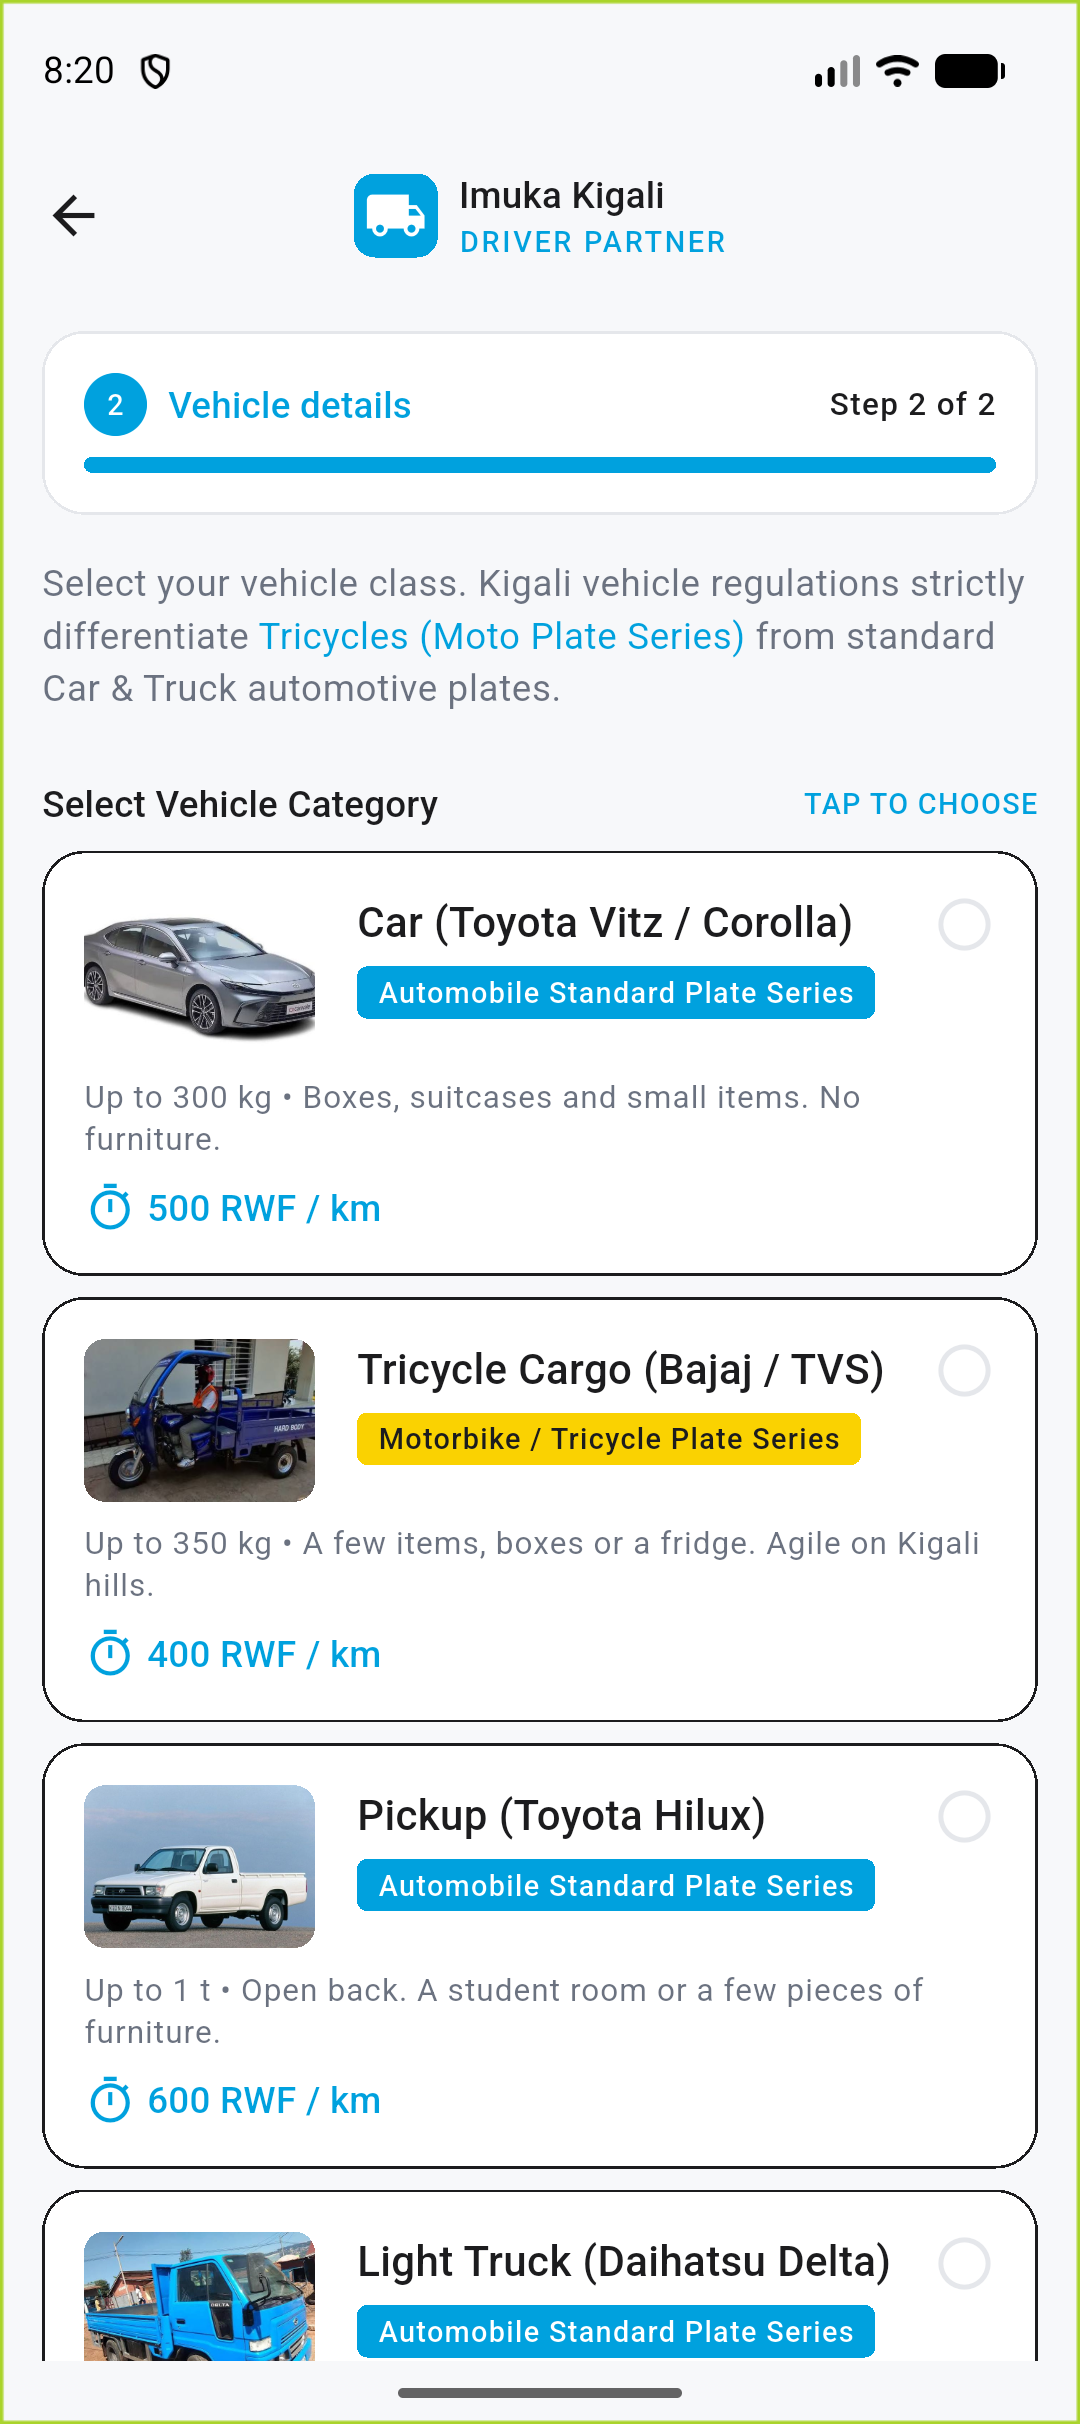 8:20
Imuka Kigali
DRIVER PARTNER
2 Vehicle details Step 2 of 2
Select your vehicle class. Kigali vehicle regulations strictly
differentiate Tricycles (Moto Plate Series) from standard
Car & Truck automotive plates.
Select Vehicle Category TAP TO CHOOSE
Car (Toyota Vitz / Corolla)
Automobile Standard Plate Series
Up to 300 kg • Boxes, suitcases and small items. No
furniture.
500 RWF / km
Tricycle Cargo (Bajaj / TVS)
Motorbike / Tricycle Plate Series
HARD BODY
Up to 350 kg • A few items, boxes or a fridge. Agile on Kigali
hills.
400 RWF / km
Pickup (Toyota Hilux)
Automobile Standard Plate Series
Up to 1 t • Open back. A student room or a few pieces of
furniture.
600 RWF / km
Light Truck (Daihatsu Delta)
Automobile Standard Plate Series
DELTA